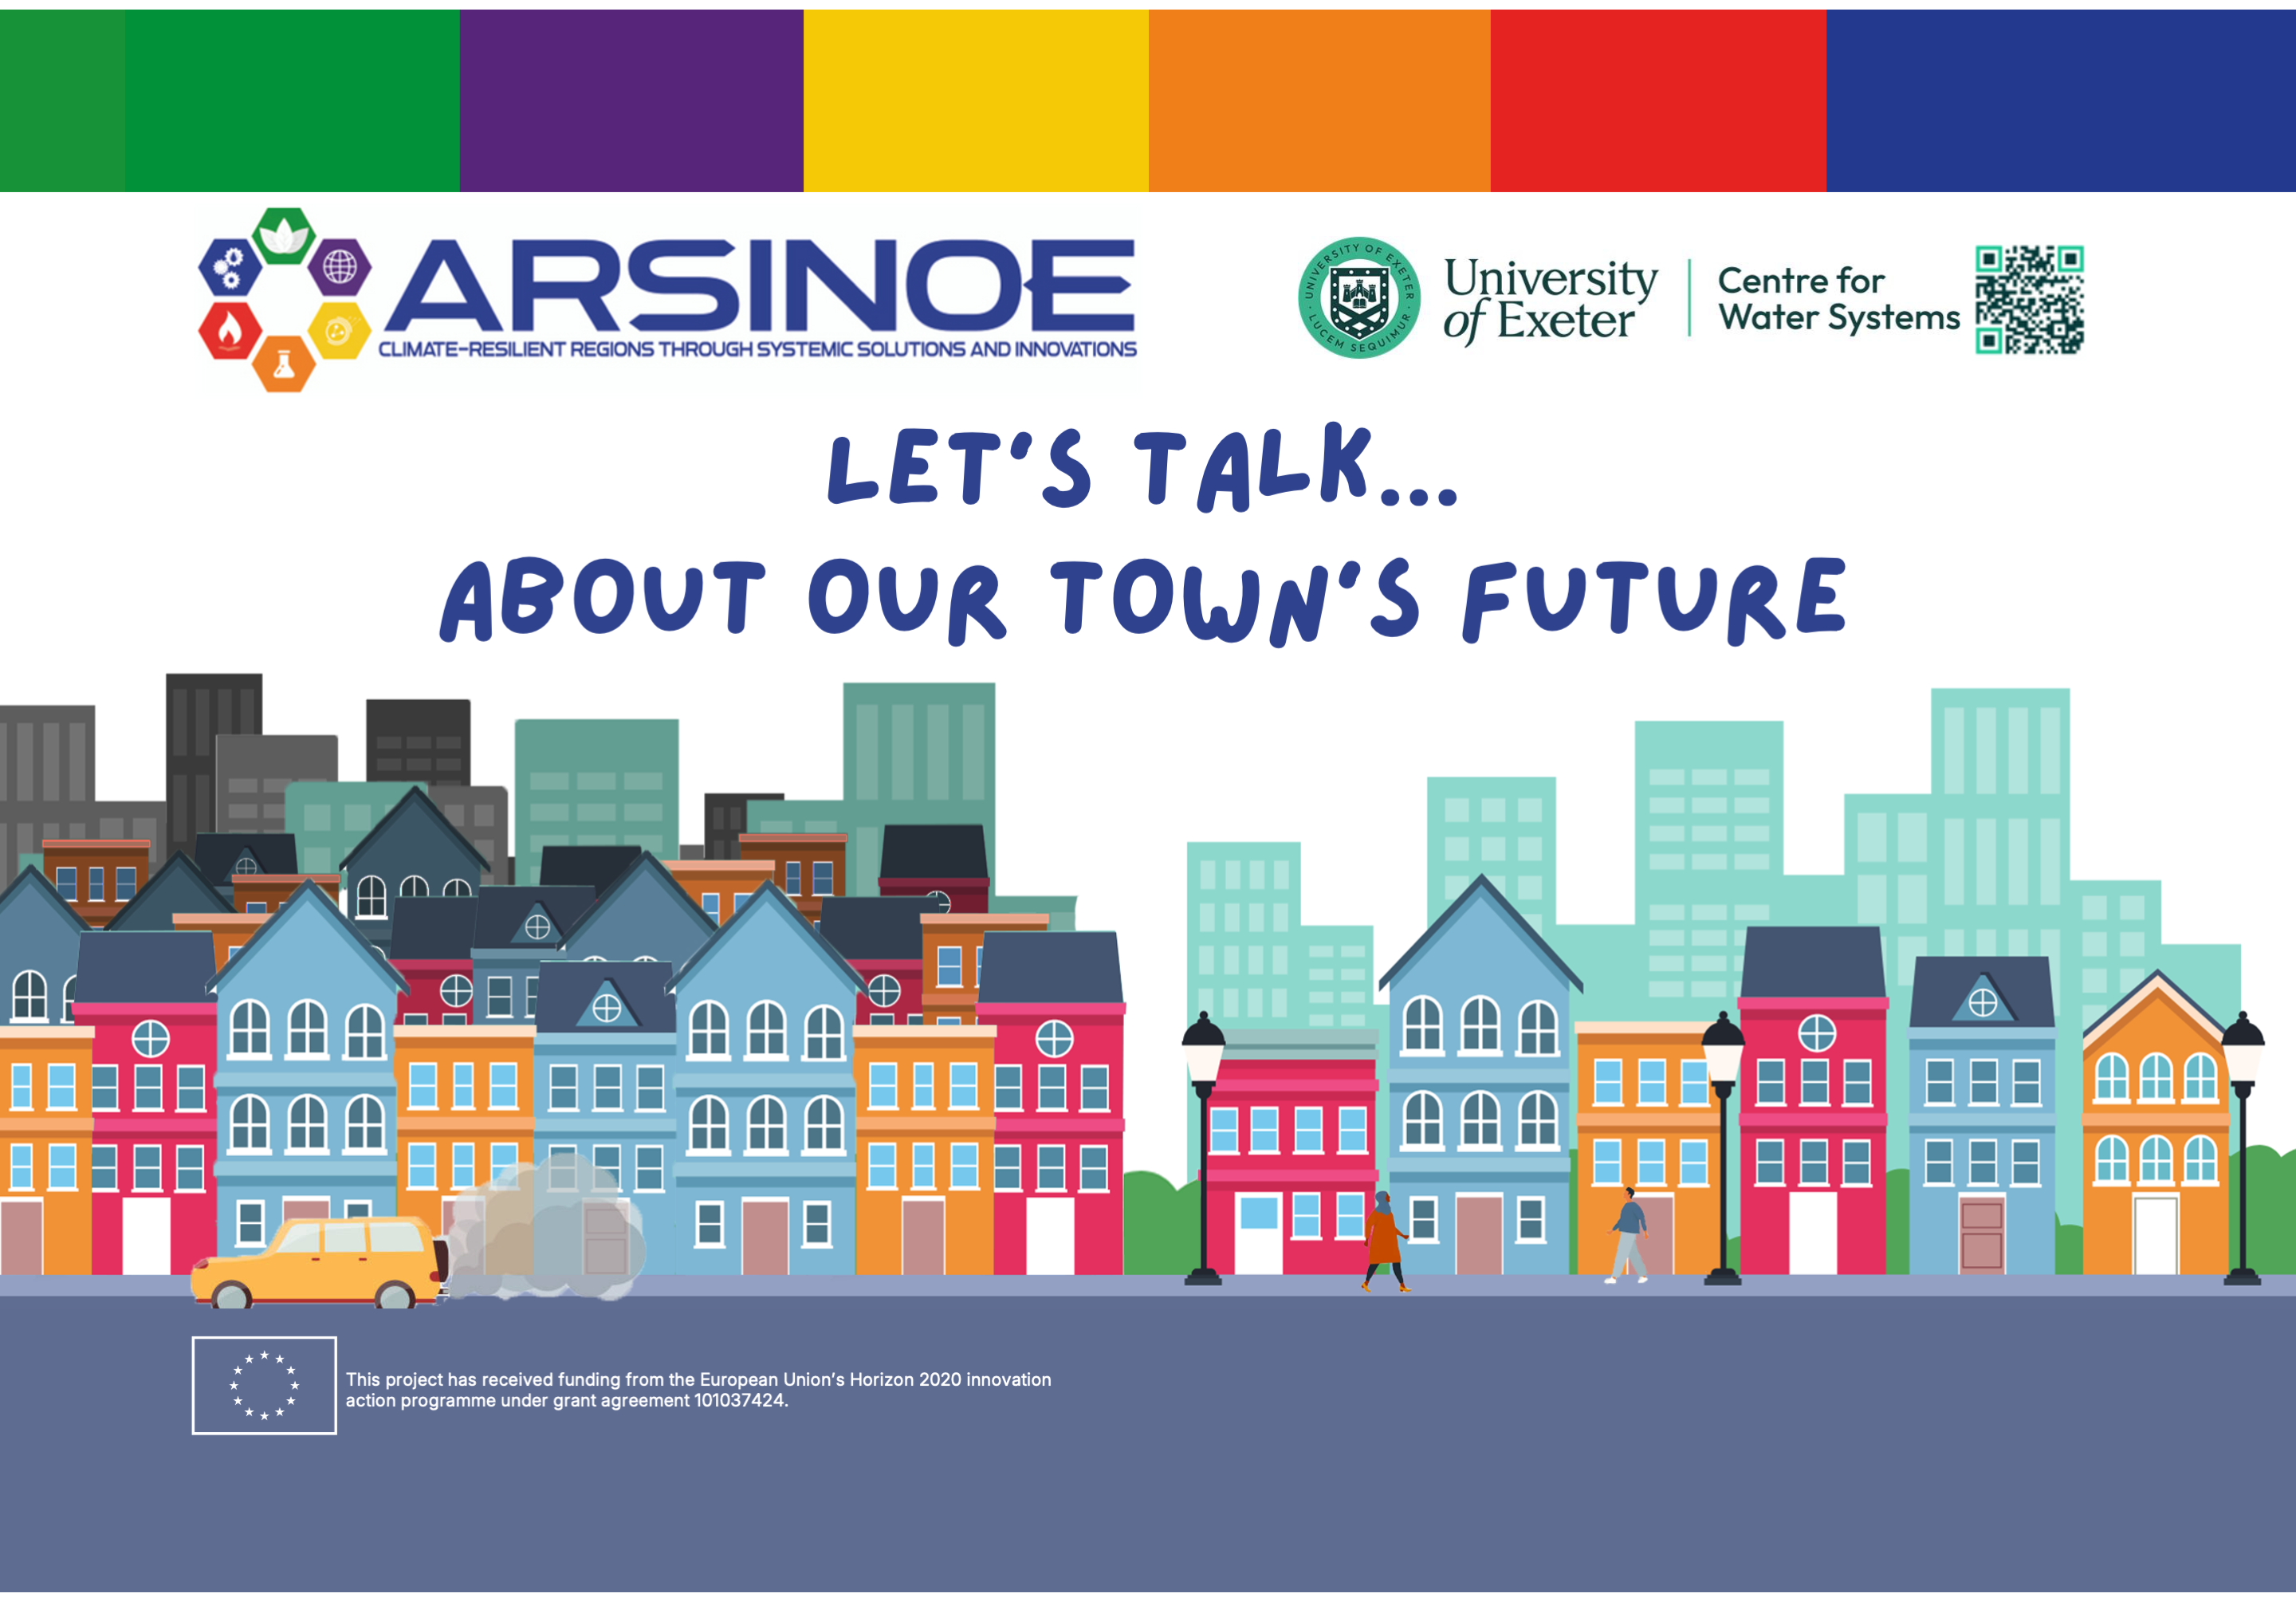 ARSINOE
CLIMATE-RESILIENT REGIONS THROUGH SYSTEMIC SOLUTIONS AND INNOVATIONS
UNIVERSITY OF EXETER
LUCEM SEQUIMUR
University
of Exeter
Centre for
Water Systems
LET'S TALK...
ABOUT OUR TOWN'S FUTURE
This project has received funding from the European Union's Horizon 2020 innovation
action programme under grant agreement 101037424.